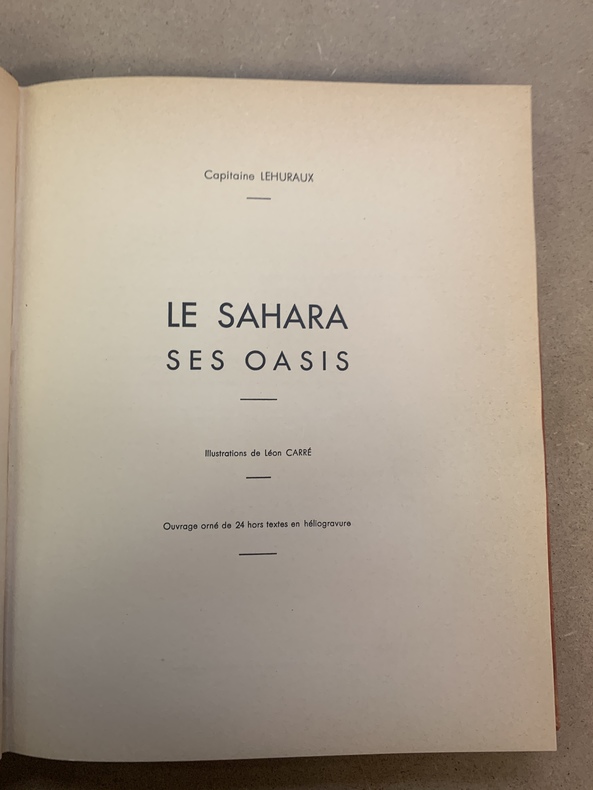 Capitaine LEHURAUX
LE SAHARA
SES OASIS
Illustrations de Léon CARRÉ
Ouvrage orné de 24 hors textes en héliogravure